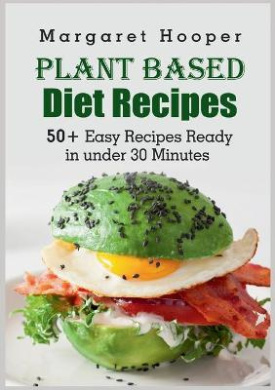 Margaret Hooper
PLANT BASED
Diet Recipes
50+ Easy Recipes Ready
in under 30 Minutes